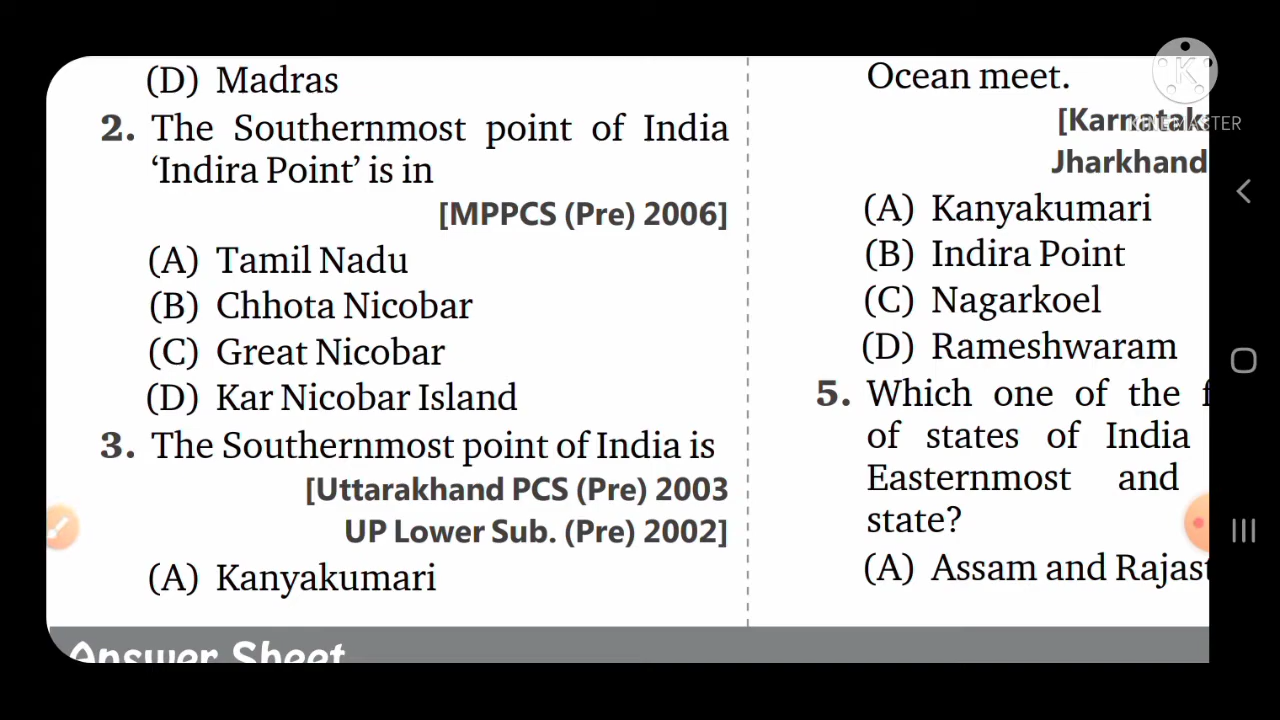 (D) Madras
2. The Southernmost point of India
‘Indira Point’ is in
[MPPCS (Pre) 2006]
(A) Tamil Nadu
(B) Chhota Nicobar
(C) Great Nicobar
(D) Kar Nicobar Island
3. The Southernmost point of India is
[Uttarakhand PCS (Pre) 2003
UP Lower Sub. (Pre) 2002]
(A) Kanyakumari
Ocean meet.
Jharkhand
(A) Kanyakumari
(B) Indira Point
(C) Nagarkoel
(D) Rameshwaram
5. Which one of the
of states of India
Easternmost and
state?
(A) Assam and
Answer Sheet
K
KINEMASTER